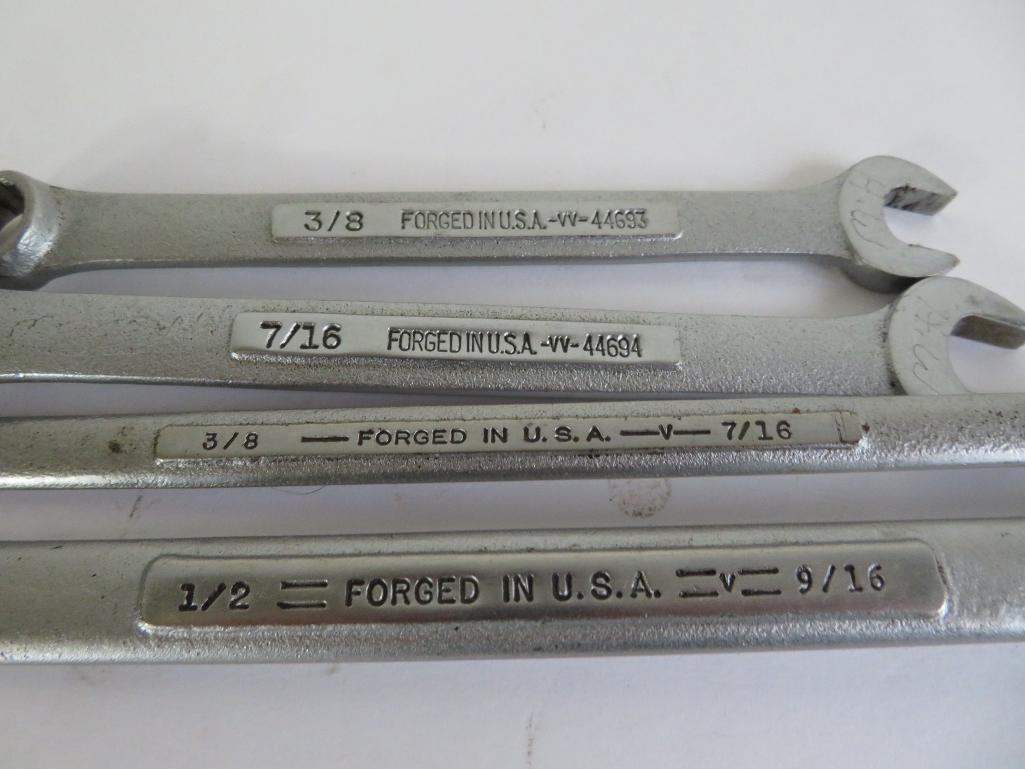 3/8 FORGED IN U.S.A.-VV-44693
7/16 FORGED IN U.S.A.-VV-44694
3/8 — FORGED IN U.S.A. —V— 7/16
1/2 = FORGED IN U.S.A. =V= 9/16